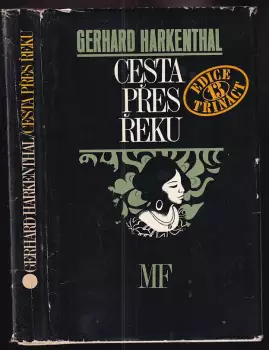 GERHARD HARKENTHAL
CESTA
PŘES
ŘEKU
EDICE
13
TŘINÁCT
MF
GERHARD HARKENTHAL/CESTA PŘES ŘEKU